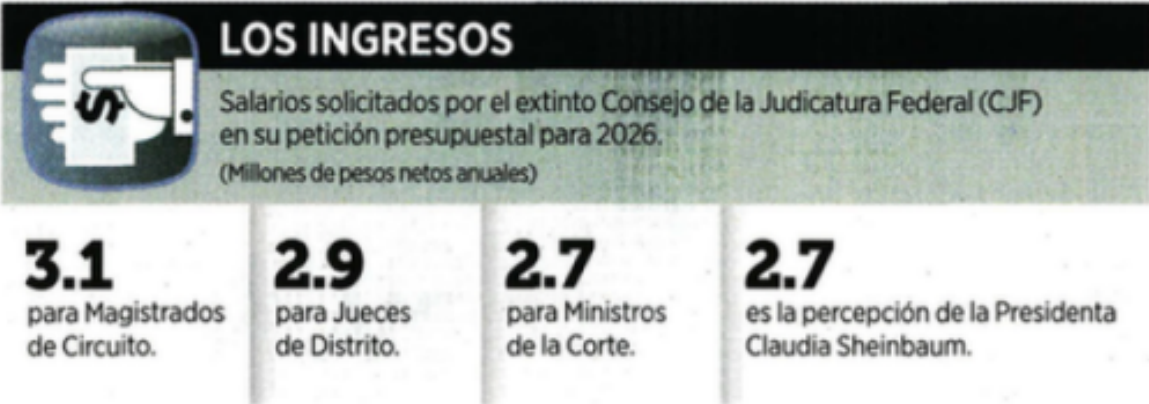 LOS INGRESOS
$
Salarios solicitados por el extinto Consejo de la Judicatura Federal (CJF)
en su petición presupuestal para 2026.
(Millones de pesos netos anuales)
3.1
para Magistrados
de Circuito.
2.9
para Jueces
de Distrito.
2.7
para Ministros
de la Corte.
2.7
es la percepción de la Presidenta
Claudia Sheinbaum.